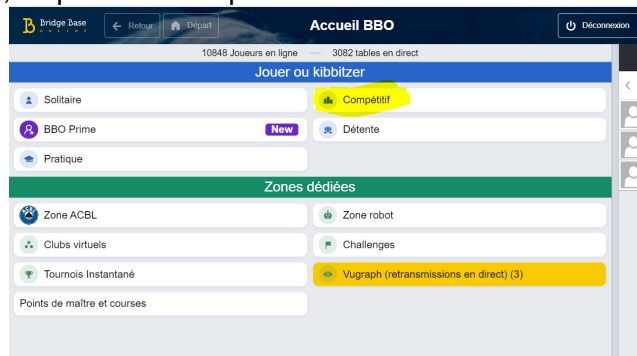 Bridge Base
ONLINE
Retour
Départ
Accueil BBO
Déconnexion
10848 Joueurs en ligne — 3082 tables en direct
Jouer ou kibbitzer
Solitaire
Compétitif
BBO Prime New
Détente
Pratique
Zones dédiées
Zone ACBL
Zone robot
Clubs virtuels
Challenges
Tournois Instantané
Vugraph (retransmissions en direct) (3)
Points de maître et courses